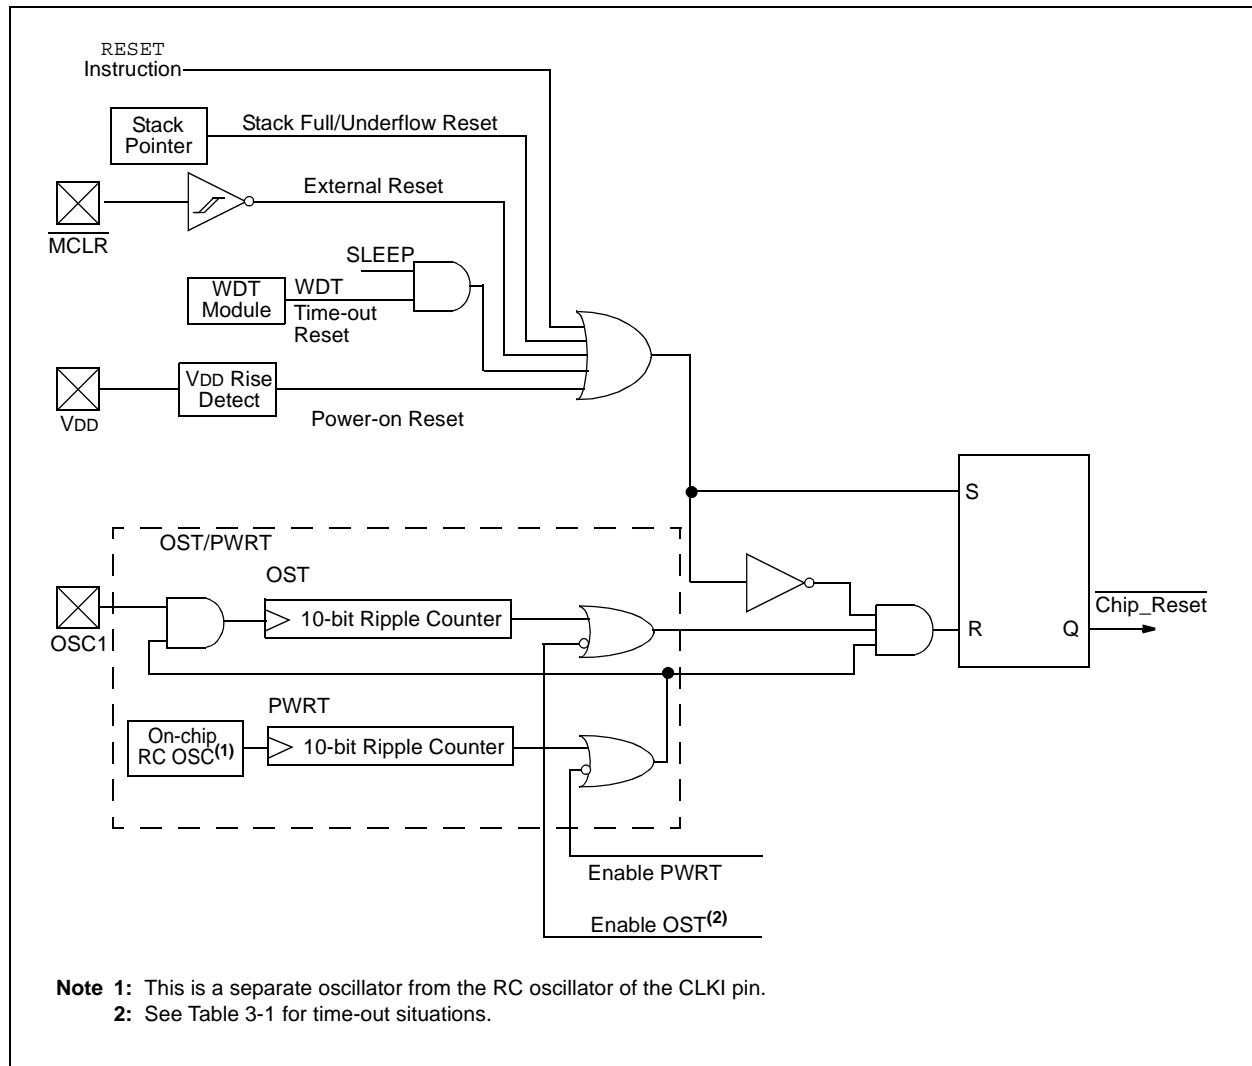 RESET
Instruction
Stack
Pointer
Stack Full/Underflow Reset
External Reset
MCLR
SLEEP
WDT
Module
WDT
Time-out
Reset
VDD Rise
Detect
VDD
Power-on Reset
S
OST/PWRT
OST
10-bit Ripple Counter
OSC1
Chip_Reset
R
Q
PWRT
On-chip
RC OSC(1)
10-bit Ripple Counter
Enable PWRT
Enable OST(2)
Note 1: This is a separate oscillator from the RC oscillator of the CLKI pin.
2: See Table 3-1 for time-out situations.